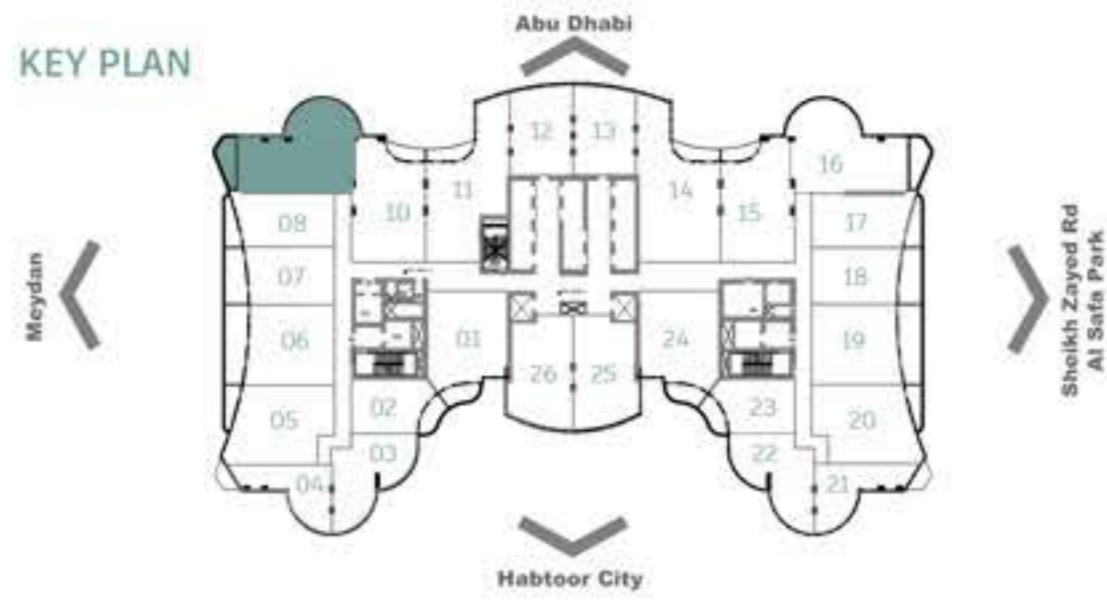 Abu Dhabi
KEY PLAN
12 13
16
11 14
10 15
08 17
07 18
Meydan
Sheikh Zayed Rd
Al Safa Park
06 01 24 19
26 25
02 23
05 20
03 22
04 21
Habtoor City